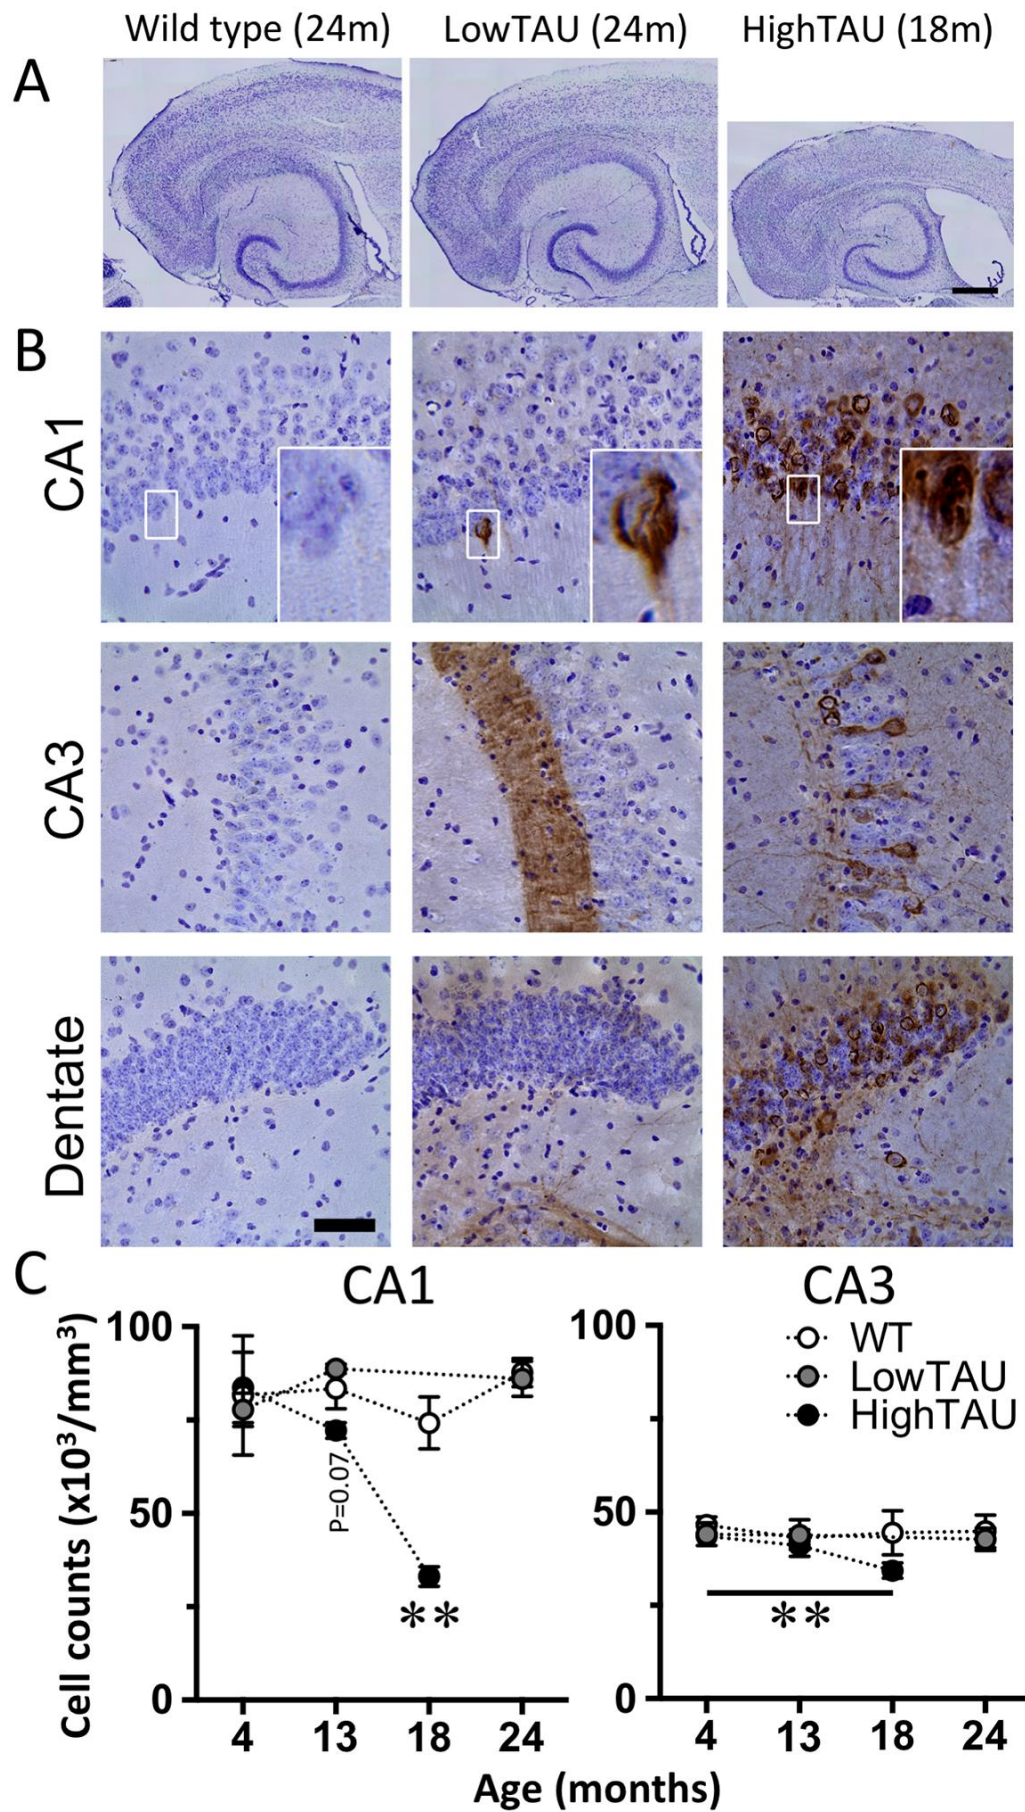 Wild type (24m) LowTAU (24m) HighTAU (18m)
A
B
CA1
CA3
Dentate
C
CA1 CA3
Cell counts (x10³/mm³)
100
50
0
P=0.07
**
4 13 18 24
100
50
0
WT
LowTAU
HighTAU
**
4 13 18 24
Age (months)